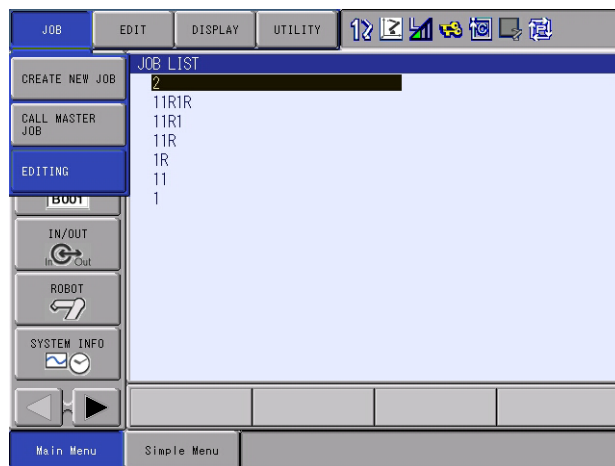 JOB
EDIT
DISPLAY
UTILITY
JOB LIST
CREATE NEW JOB
CALL MASTER
JOB
EDITING
2
11R1R
11R1
11R
1R
11
1
IN/OUT
In
Out
ROBOT
SYSTEM INFO
Main Menu
Simple Menu